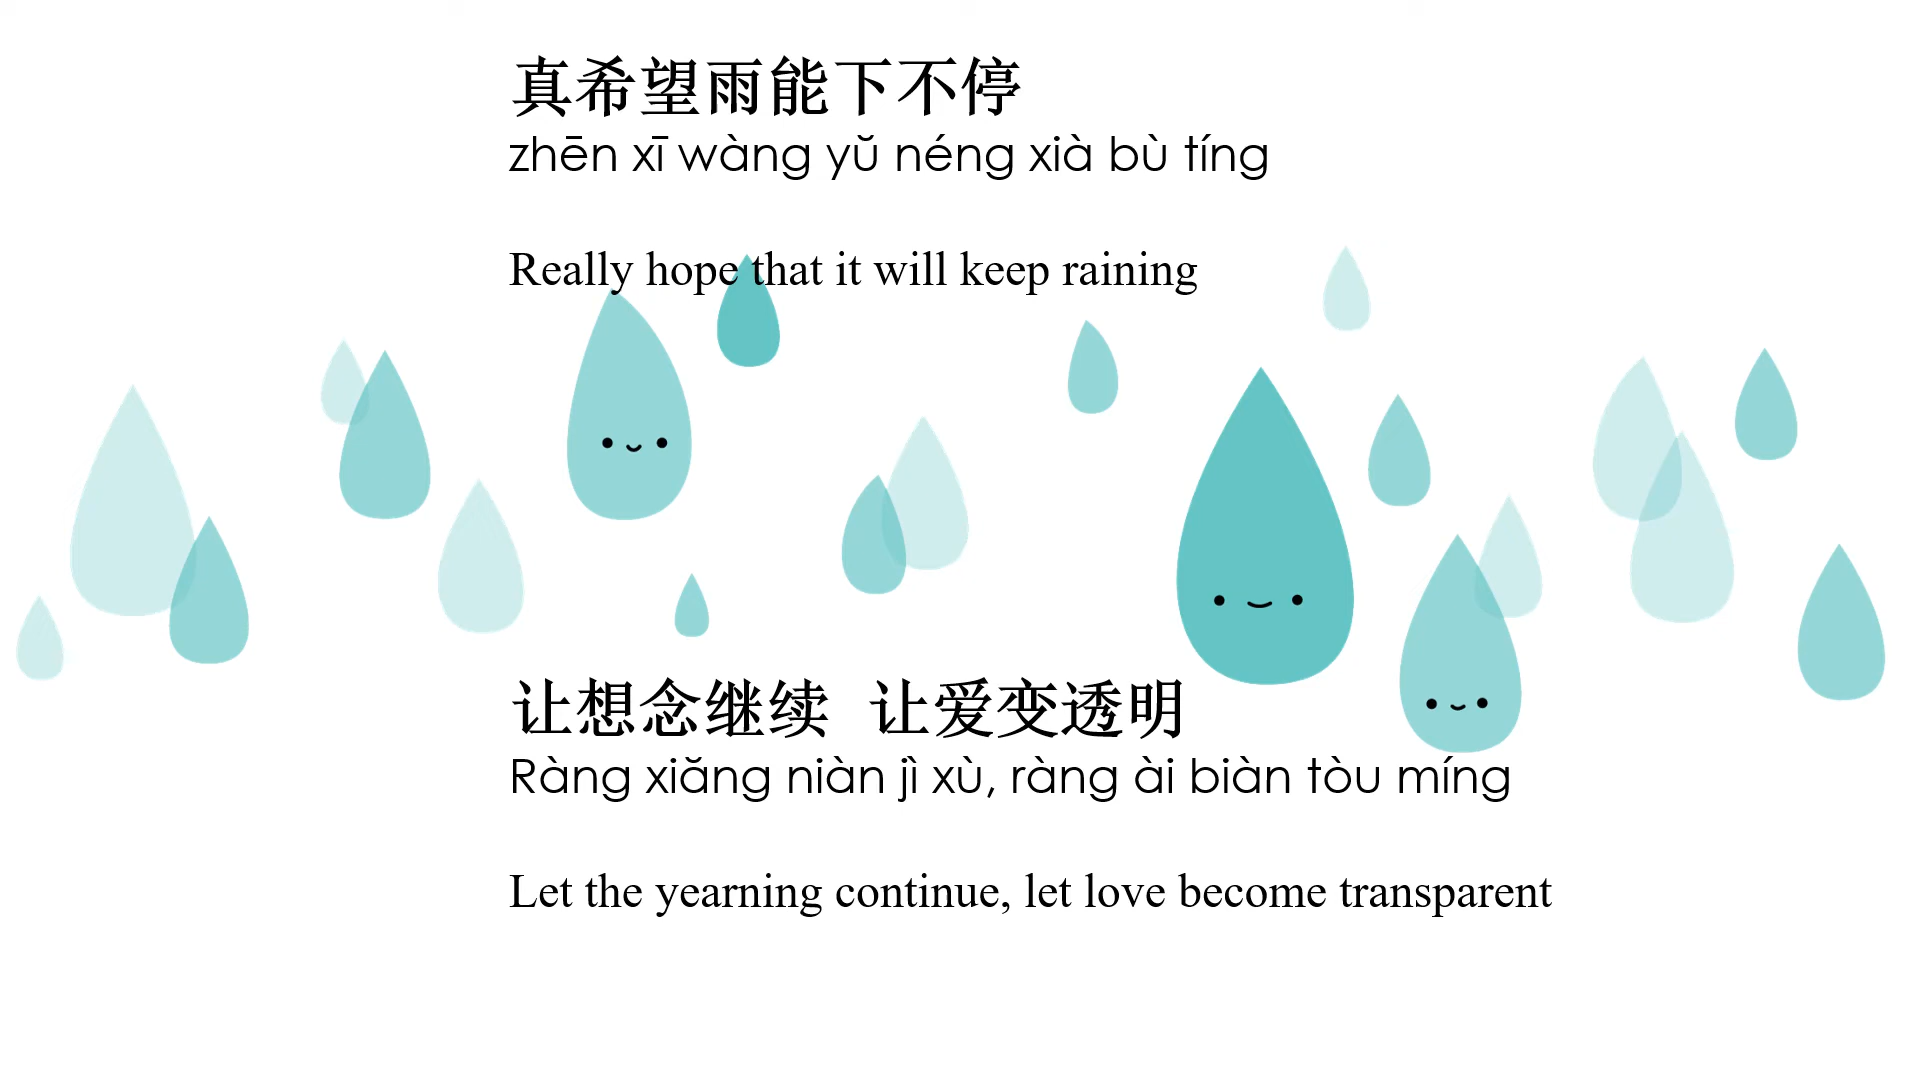 真希望雨能下不停
zhēn xī wàng yŭ néng xià bù tíng
Really hope that it will keep raining
让想念继续 让爱变透明
Ràng xiăng niàn jì xù, ràng ài biàn tòu míng
Let the yearning continue, let love become transparent